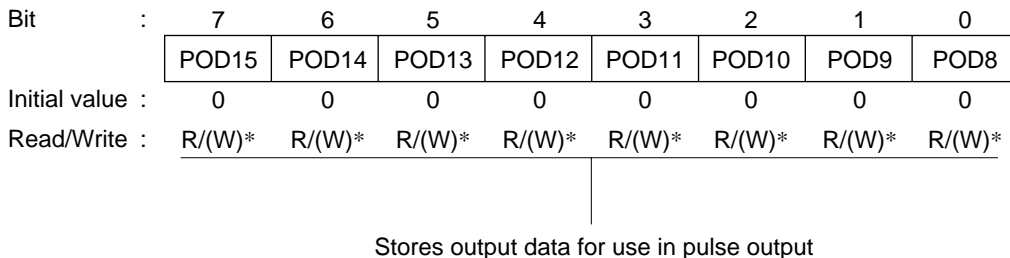 Bit : 7 6 5 4 3 2 1 0
POD15 POD14 POD13 POD12 POD11 POD10 POD9 POD8
Initial value : 0 0 0 0 0 0 0 0
Read/Write : R/(W)* R/(W)* R/(W)* R/(W)* R/(W)* R/(W)* R/(W)* R/(W)*
Stores output data for use in pulse output